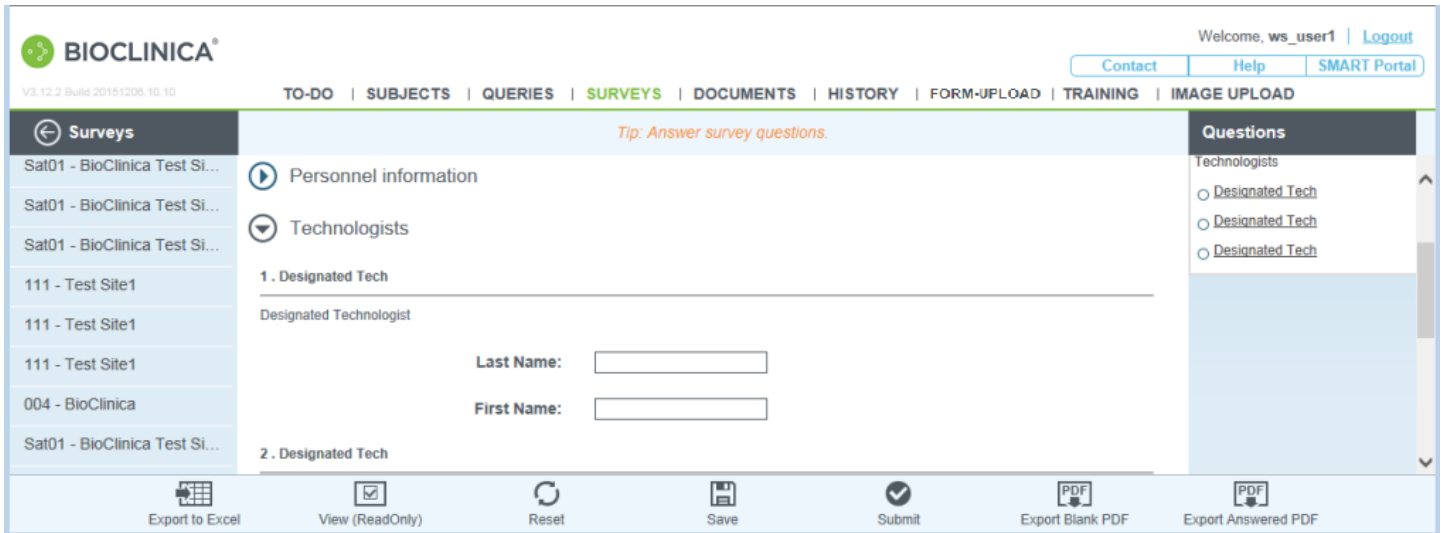 Welcome, ws_user1 | Logout
BIOCLINICA®
Contact | Help | SMART Portal
V3.12.2 Build 20151206.10.10
TO-DO | SUBJECTS | QUERIES | SURVEYS | DOCUMENTS | HISTORY | FORM-UPLOAD | TRAINING | IMAGE UPLOAD
Surveys
Tip: Answer survey questions.
Questions
Sat01 - BioClinica Test Si...
Sat01 - BioClinica Test Si...
Sat01 - BioClinica Test Si...
111 - Test Site1
111 - Test Site1
111 - Test Site1
004 - BioClinica
Sat01 - BioClinica Test Si...
Personnel information
Technologists
1 . Designated Tech
Designated Technologist
Last Name:
First Name:
2 . Designated Tech
Technologists
Designated Tech
Designated Tech
Designated Tech
Export to Excel
View (ReadOnly)
Reset
Save
Submit
PDF
Export Blank PDF
PDF
Export Answered PDF